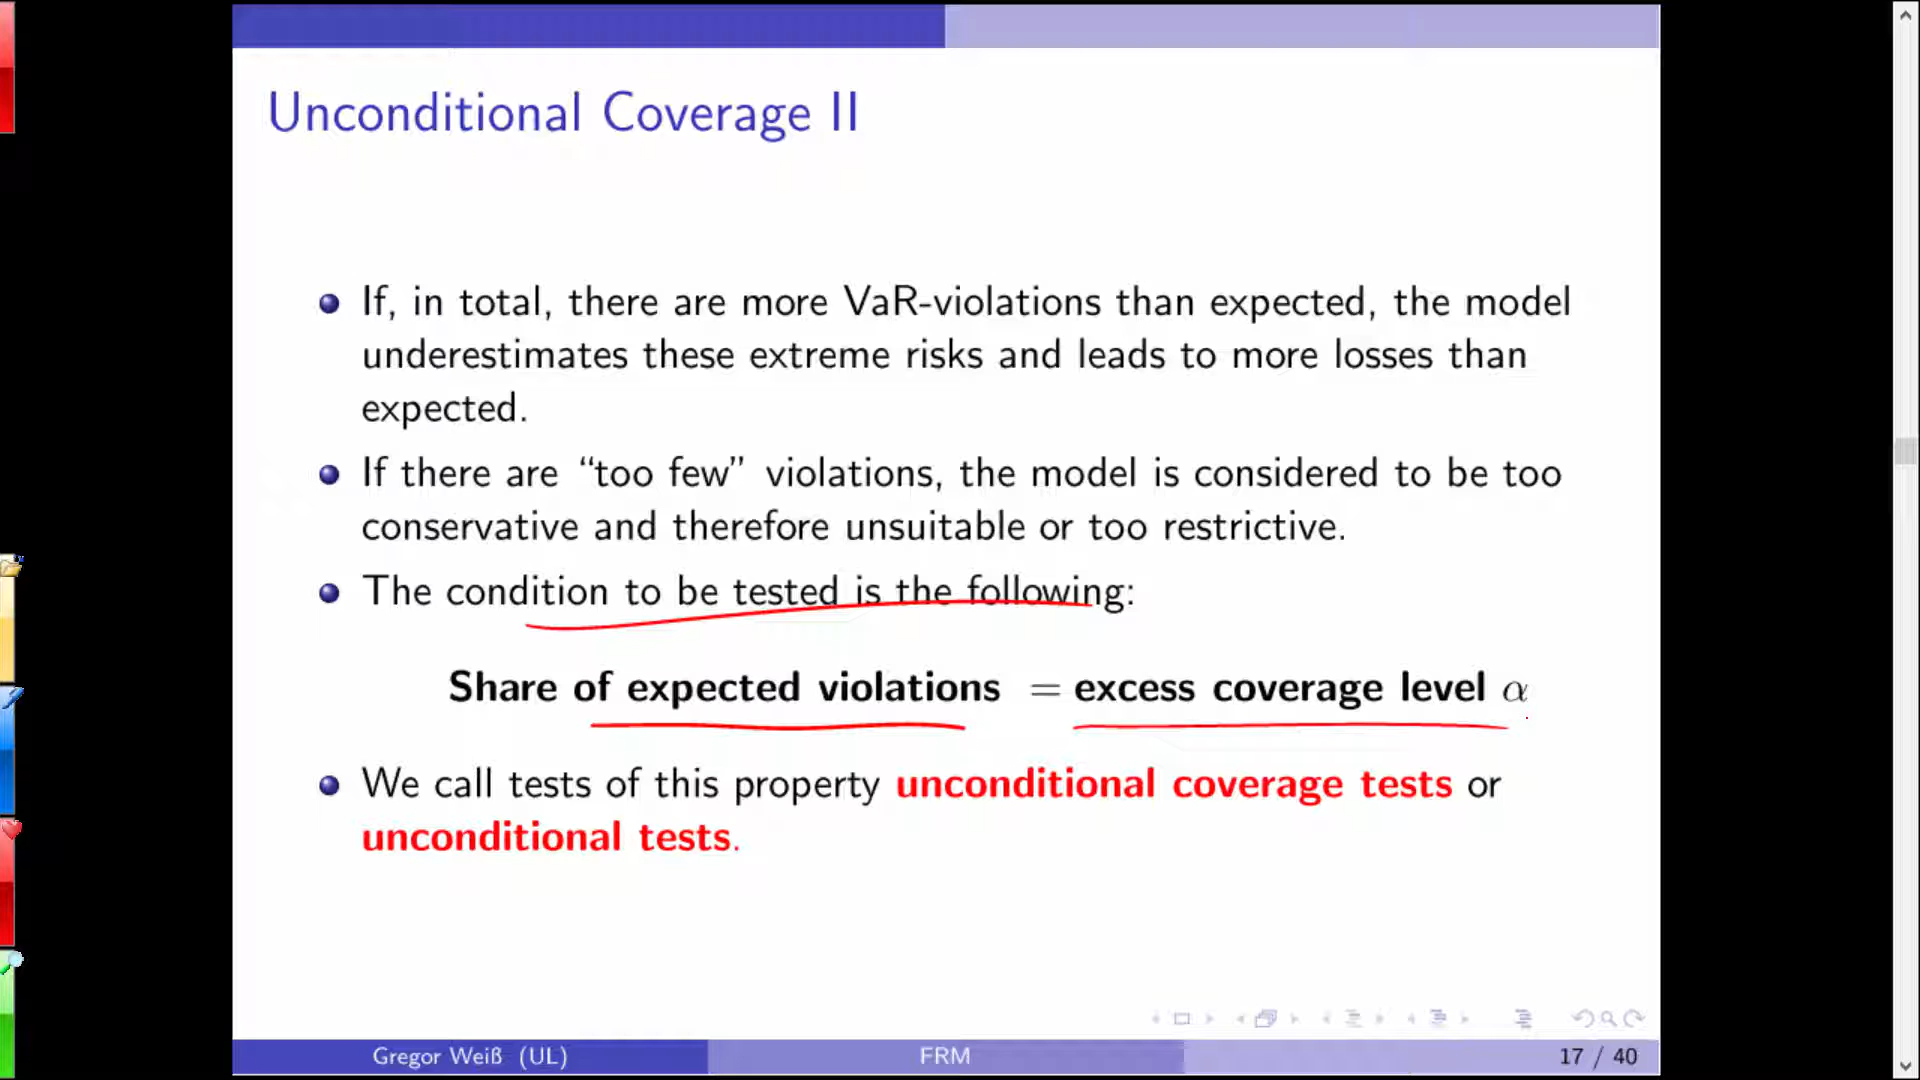 Unconditional Coverage II
If, in total, there are more VaR-violations than expected, the model
underestimates these extreme risks and leads to more losses than
expected.
If there are “too few” violations, the model is considered to be too
conservative and therefore unsuitable or too restrictive.
The condition to be tested is the following:
Share of expected violations = excess coverage level α
We call tests of this property unconditional coverage tests or
unconditional tests.
Gregor Weiß (UL) FRM 17 / 40